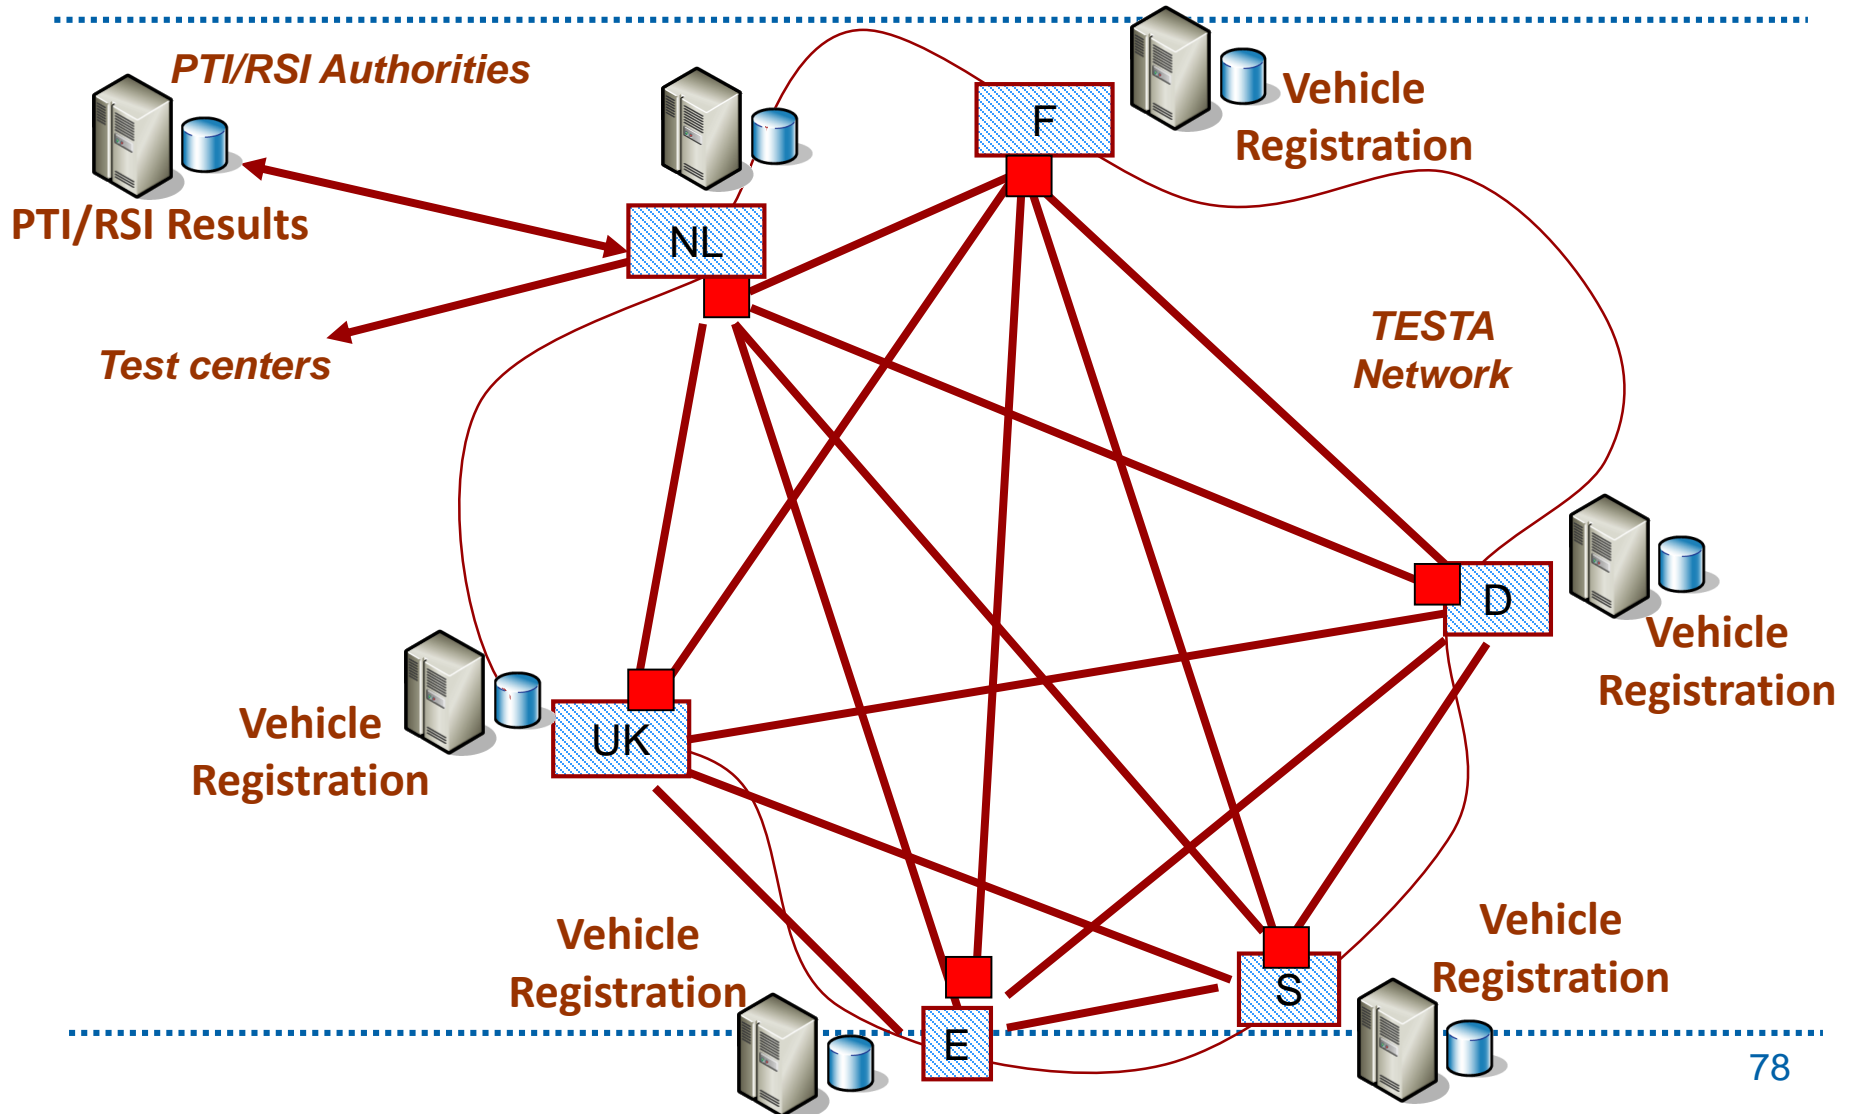 PTI/RSI Authorities
F
Vehicle
Registration
PTI/RSI Results
NL
TESTA
Network
Test centers
D
Vehicle
Registration
Vehicle
Registration
UK
Vehicle
Registration
Vehicle
Registration
S
E
78